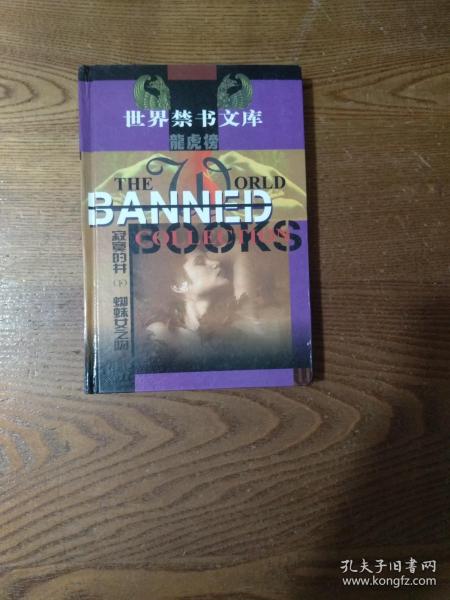 世界禁书文库
龍虎榜
THE WORLD
BANNED
COLLECTION
BOOKS
寂寞的井(下) 蜘蛛女之吻
孔夫子旧书网
www.kongfz.com